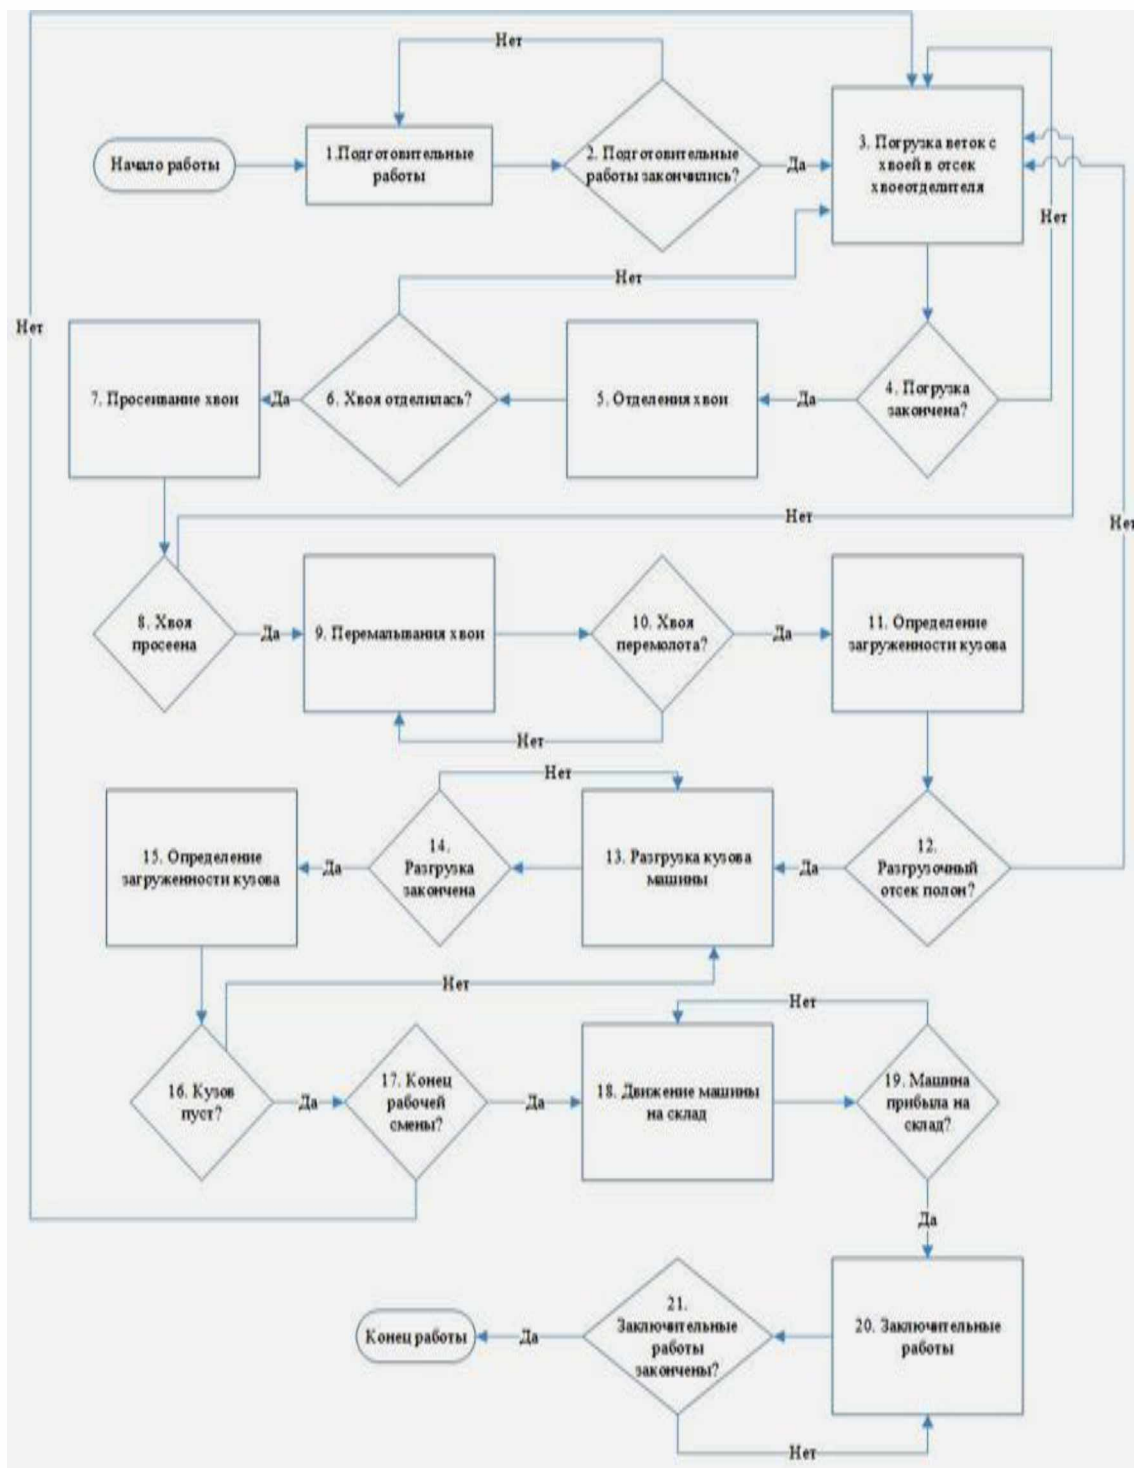 Нет
Начало работы
1.Подготовительные
работы
2. Подготовительные
работы закончились?
Да
3. Погрузка веток с
хвоей в отсек
хвоеотделителя
Нет
Нет
Нет
7. Просеивание хвои
Да
6. Хвоя отделилась?
5. Отделения хвои
Да
4. Погрузка
закончена?
Нет
Нет
8. Хвоя
просеена
Да
9. Перемалывания хвои
10. Хвоя
перемолота?
Да
11. Определение
загруженности кузова
Нет
Нет
15. Определение
загруженности кузова
Да
14.
Разгрузка
закончена
13. Разгрузка кузова
машины
Да
12.
Разгрузочный
отсек полон?
Нет
Нет
16. Кузов
пуст?
Да
17. Конец
рабочей
смены?
Да
18. Движение машины
на склад
19. Машина
прибыла на
склад?
Да
Конец работы
Да
21.
Заключительные
работы
закончены?
20. Заключительные
работы
Нет